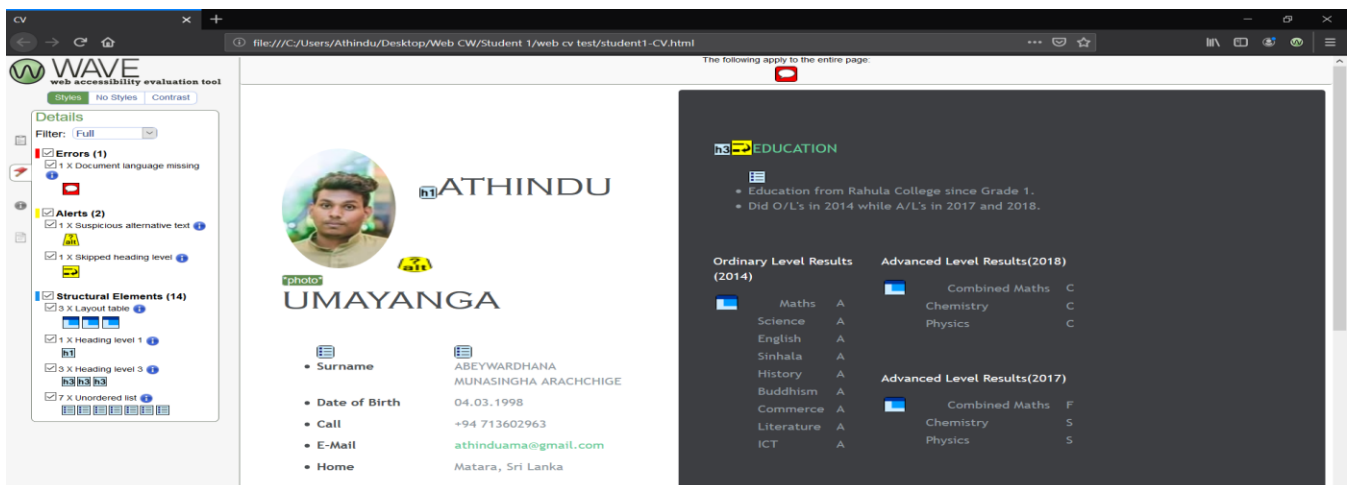 CV
file:///C:/Users/Athindu/Desktop/Web CW/Student 1/web cv test/student1-CV.html
WAVE
web accessibility evaluation tool
Styles No Styles Contrast
Details
Filter: Full
Errors (1)
1 X Document language missing
Alerts (2)
1 X Suspicious alternative text
?
alt
1 X Skipped heading level
Structural Elements (14)
3 X Layout table
1 X Heading level 1
h1
3 X Heading level 3
h3 h3 h3
7 X Unordered list
The following apply to the entire page:
h1 ATHINDU
?
alt
*photo*
UMAYANGA
• Surname ABEYWARDHANA
MUNASINGHA ARACHCHIGE
• Date of Birth 04.03.1998
• Call +94 713602963
• E-Mail athinduama@gmail.com
• Home Matara, Sri Lanka
h3 EDUCATION
• Education from Rahula College since Grade 1.
• Did O/L's in 2014 while A/L's in 2017 and 2018.
Ordinary Level Results
(2014)
Maths A
Science A
English A
Sinhala A
History A
Buddhism A
Commerce A
Literature A
ICT A
Advanced Level Results(2018)
Combined Maths C
Chemistry C
Physics C
Advanced Level Results(2017)
Combined Maths F
Chemistry S
Physics S